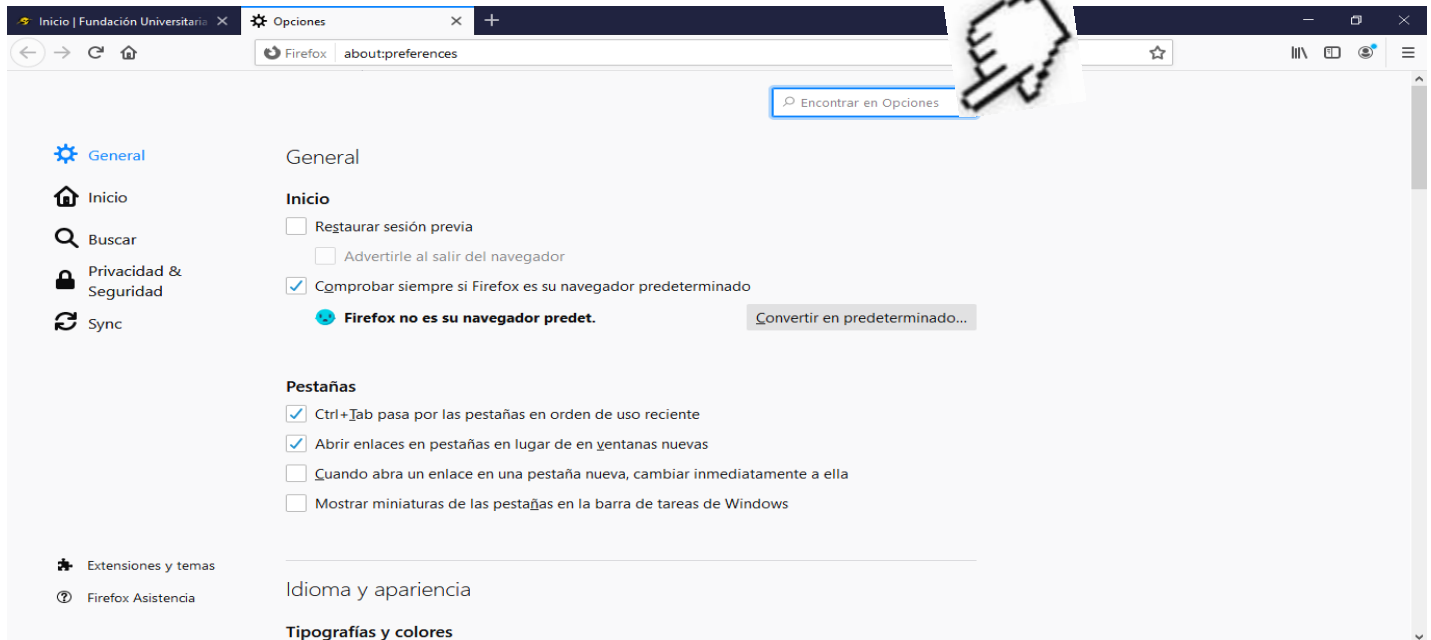 Inicio | Fundación Universitaria
Opciones
Firefox about:preferences
Encontrar en Opciones
General
Inicio
Buscar
Privacidad &
Seguridad
Sync
Extensiones y temas
Firefox Asistencia
General
Inicio
Restaurar sesión previa
Advertirle al salir del navegador
Comprobar siempre si Firefox es su navegador predeterminado
Firefox no es su navegador predet.
Convertir en predeterminado...
Pestañas
Ctrl+Tab pasa por las pestañas en orden de uso reciente
Abrir enlaces en pestañas en lugar de en ventanas nuevas
Cuando abra un enlace en una pestaña nueva, cambiar inmediatamente a ella
Mostrar miniaturas de las pestañas en la barra de tareas de Windows
Idioma y apariencia
Tipografías y colores